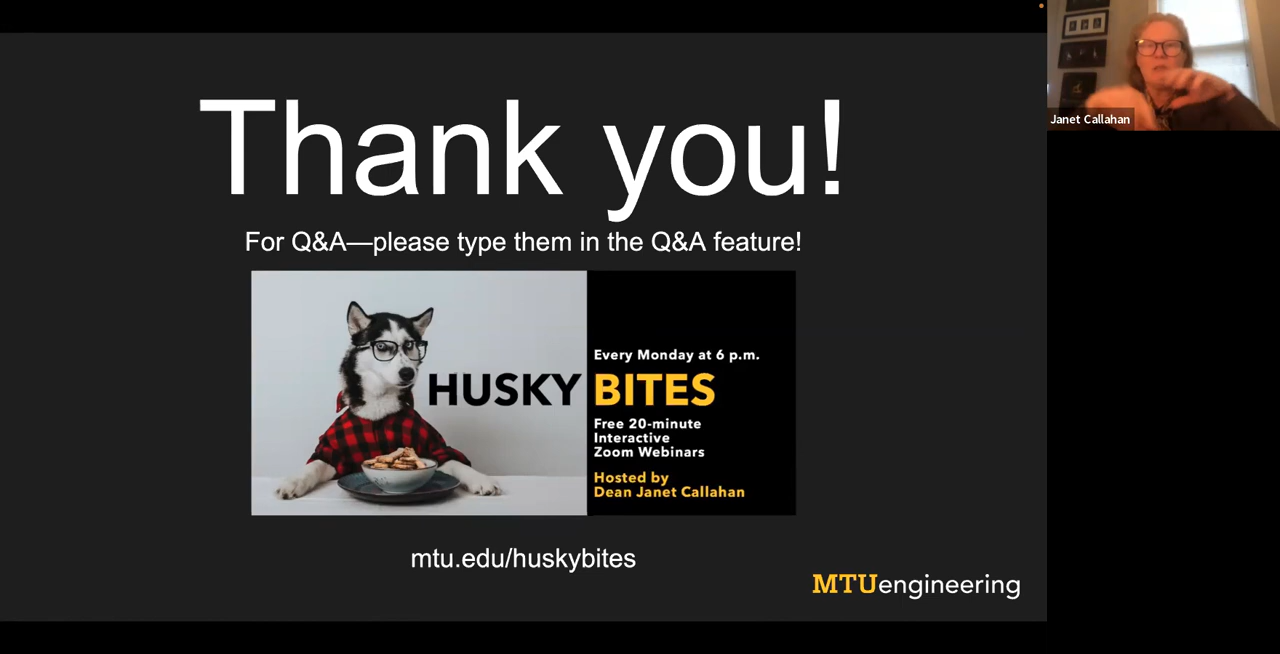 Thank you!
For Q&A—please type them in the Q&A feature!
HUSKY BITES
Every Monday at 6 p.m.
Free 20-minute
Interactive
Zoom Webinars
Hosted by
Dean Janet Callahan
mtu.edu/huskybites
MTUengineering
Janet Callahan